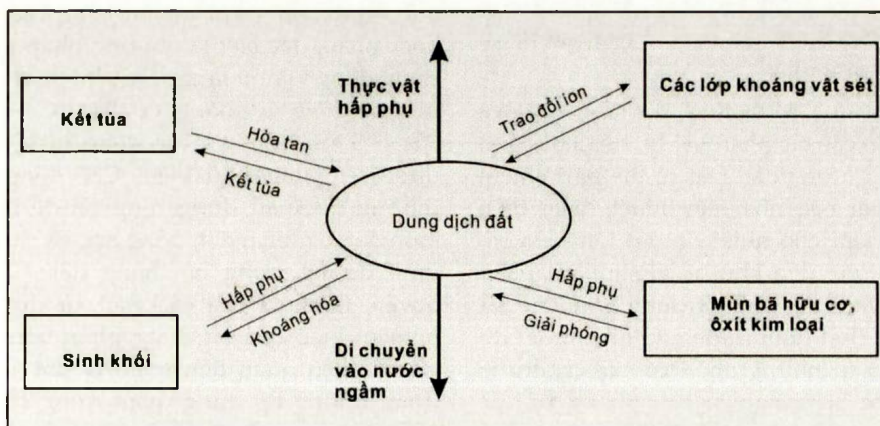 Thực vật
hấp phụ
Kết tủa
Các lớp khoáng vật sét
Trao đổi ion
Hòa tan
Kết tủa
Dung dịch đất
Hấp phụ
Khoáng hóa
Hấp phụ
Giải phóng
Sinh khối
Mùn bã hữu cơ,
ôxít kim loại
Di chuyển
vào nước
ngầm